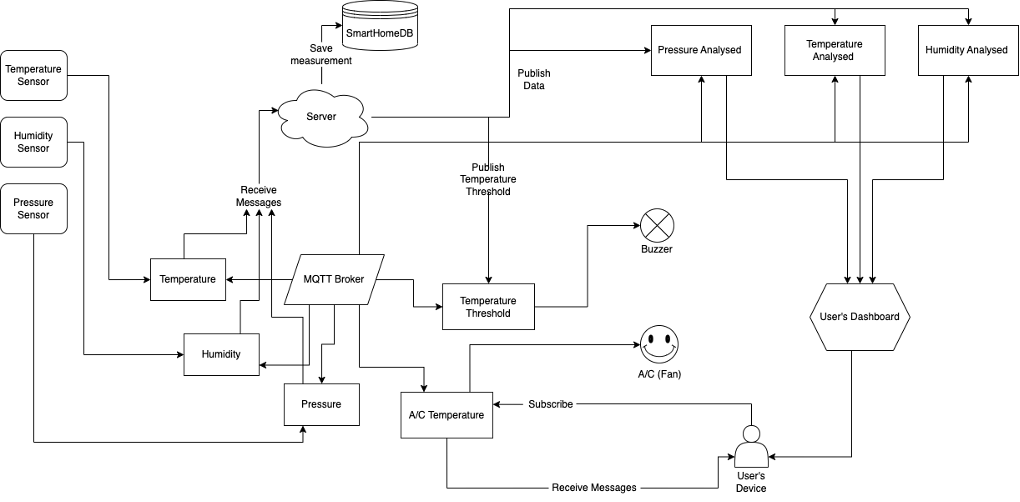 SmartHomeDB
Save
measurement
Pressure Analysed
Temperature
Analysed
Humidity Analysed
Temperature
Sensor
Publish
Data
Server
Humidity
Sensor
Publish
Temperature
Threshold
Receive
Messages
Pressure
Sensor
Buzzer
Temperature
MQTT Broker
Temperature
Threshold
User's Dashboard
Humidity
A/C (Fan)
Pressure
A/C Temperature
Subscribe
Receive Messages
User's
Device